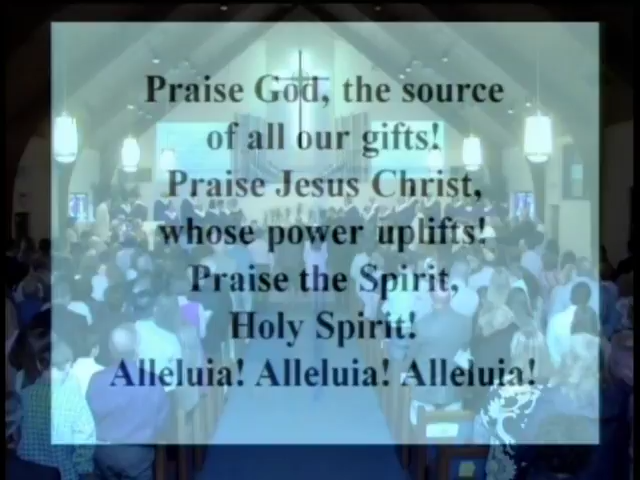 Praise God, the source
of all our gifts!
Praise Jesus Christ,
whose power uplifts!
Praise the Spirit,
Holy Spirit!
Alleluia! Alleluia! Alleluia!